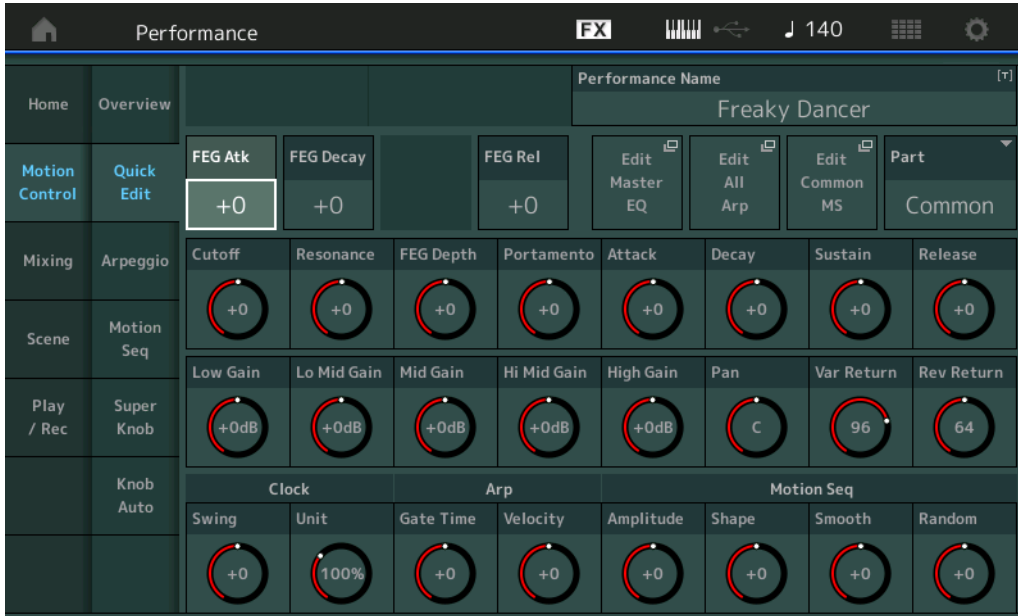 Performance
FX
♩ 140
Performance Name
[T]
Freaky Dancer
Home
Motion
Control
Mixing
Scene
Play
/ Rec
Overview
Quick
Edit
Arpeggio
Motion
Seq
Super
Knob
Knob
Auto
FEG Atk
+0
FEG Decay
+0
FEG Rel
+0
Edit
Master
EQ
Edit
All
Arp
Edit
Common
MS
Part
Common
Cutoff
Resonance
FEG Depth
Portamento
Attack
Decay
Sustain
Release
+0
+0
+0
+0
+0
+0
+0
+0
Low Gain
Lo Mid Gain
Mid Gain
Hi Mid Gain
High Gain
Pan
Var Return
Rev Return
+0dB
+0dB
+0dB
+0dB
+0dB
C
96
64
Clock
Arp
Motion Seq
Swing
Unit
Gate Time
Velocity
Amplitude
Shape
Smooth
Random
+0
100%
+0
+0
+0
+0
+0
+0